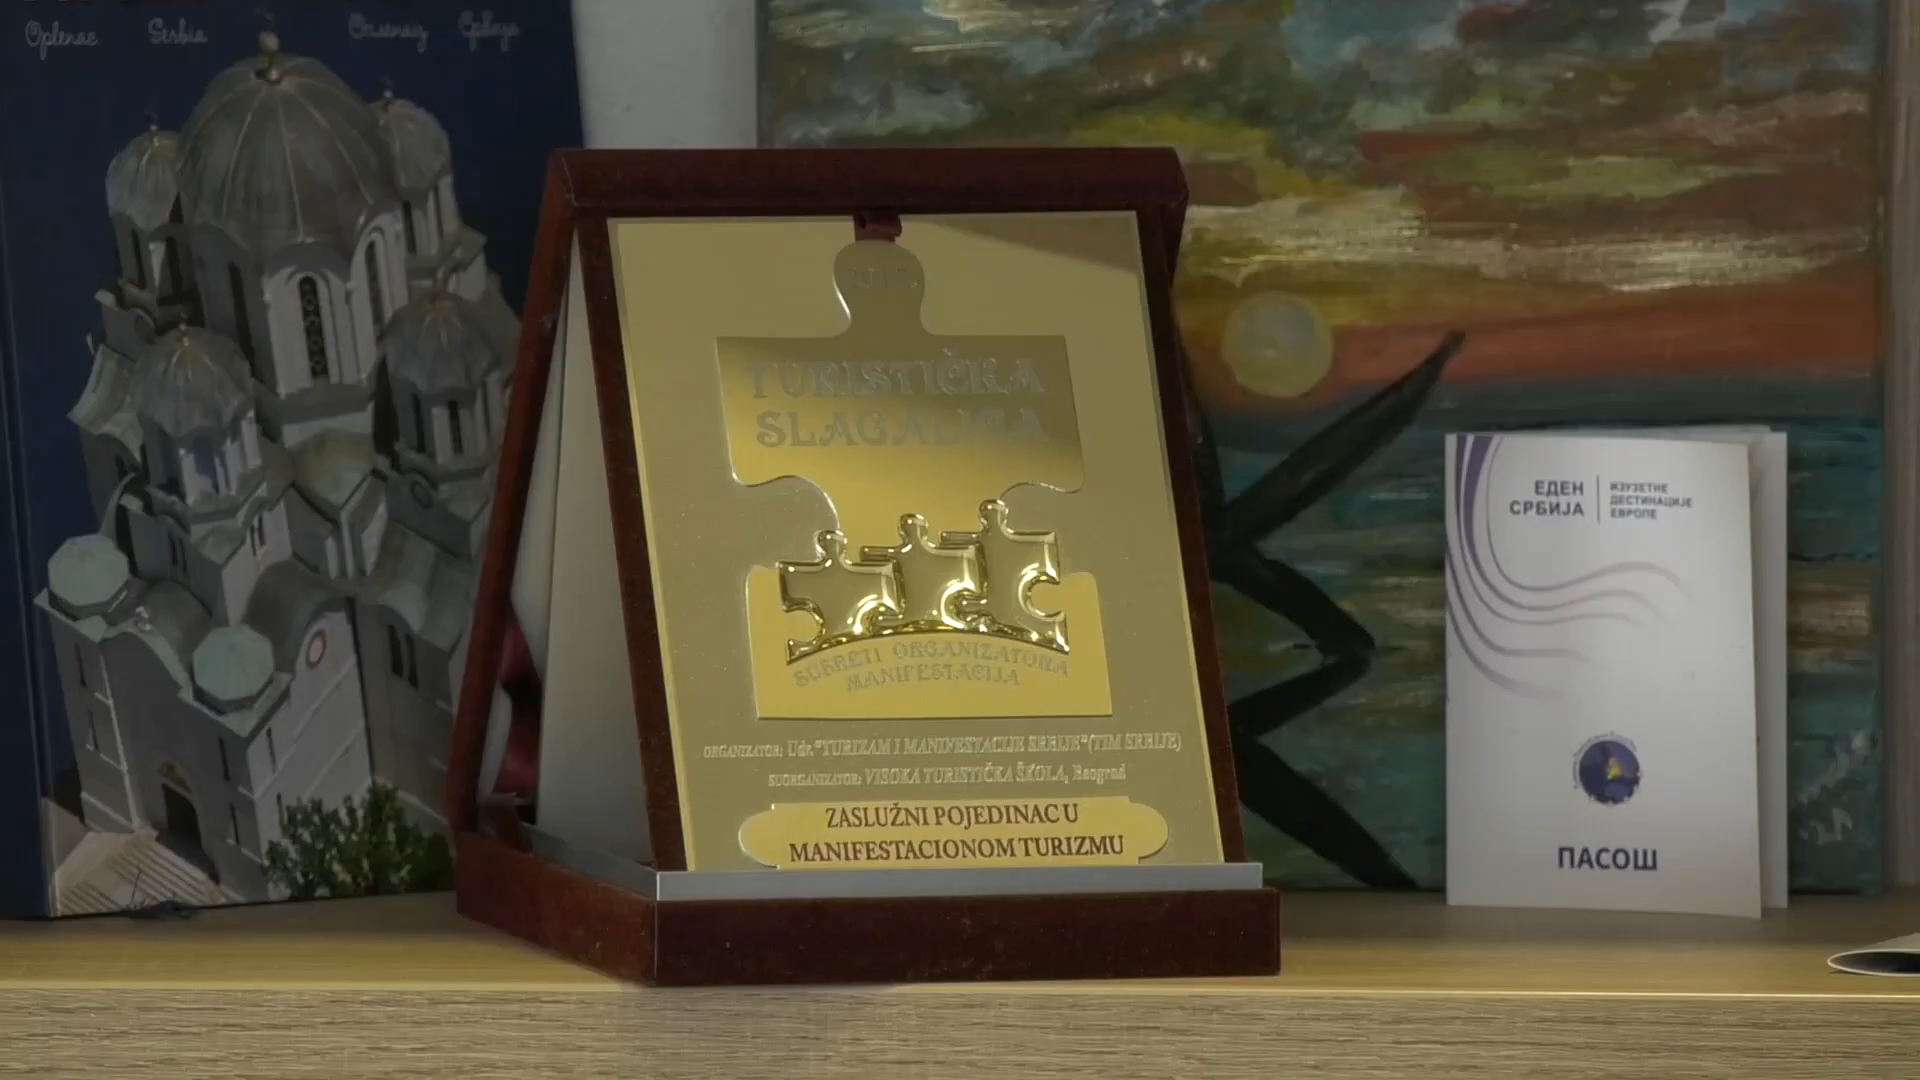 Oplenac Serbia Опленац Србија
TURISTIČKA
SLAGALICA
SUSRETI ORGANIZATORA
MANIFESTACIJA
ORGANIZATOR: Udr. "TURIZAM I MANIFESTACIJE SRBIJE" (TIM SRBIJE)
SUORGANIZATOR: VISOKA TURISTIČKA ŠKOLA, Beograd
ZASLUŽNI POJEDINAC U
MANIFESTACIONOM TURIZMU
ЕДЕН
СРБИЈА
ИЗУЗЕТНЕ
ДЕСТИНАЦИЈЕ
ЕВРОПЕ
ПАСОШ